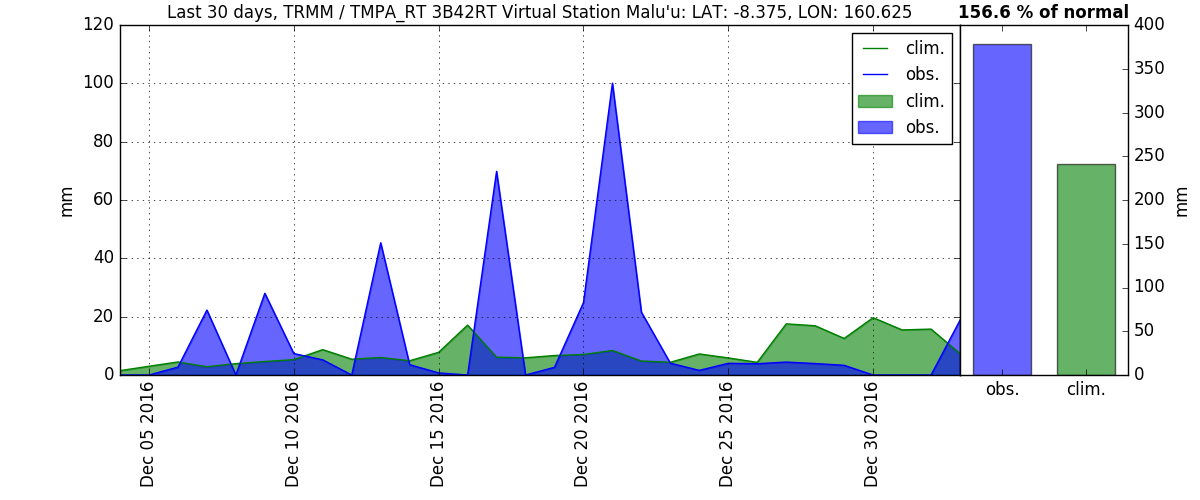 Last 30 days, TRMM / TMPA_RT 3B42RT Virtual Station Malu'u: LAT: -8.375, LON: 160.625
156.6 % of normal
120
100
80
60
40
20
0
mm
clim.
obs.
clim.
obs.
Dec 05 2016
Dec 10 2016
Dec 15 2016
Dec 20 2016
Dec 25 2016
Dec 30 2016
400
350
300
250
200
150
100
50
0
mm
obs.
clim.